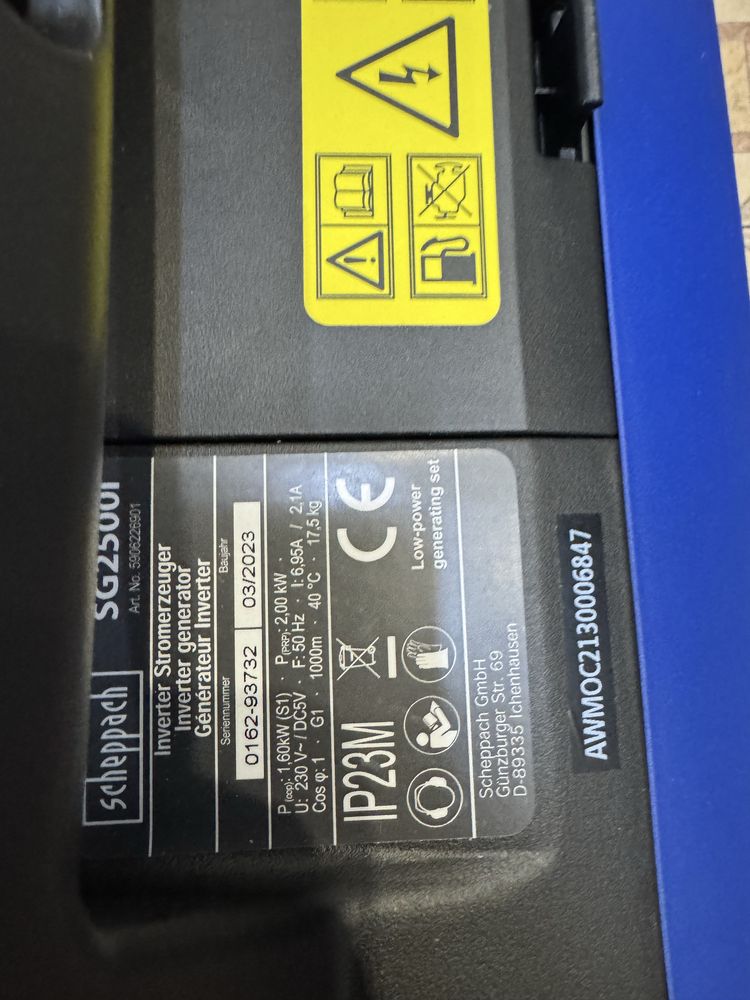 scheppach
SG2500i
Art. No. 5906226901
Inverter Stromerzeuger
Inverter generator
Générateur Inverter
Seriennummer
Baujahr
0162-93732
03/2023
P(cop): 1,60kW (S1) · P(PRP): 2,00 kW ·
U: 230 V~ / DC5V · F: 50 Hz · I: 6,95A / 2,1A
Cos φ: 1 · G1 · 1000m · 40 °C · 17,5 kg
IP23M
CE
Low-power
generating set
Scheppach GmbH
Günzburger Str. 69
D-89335 Ichenhausen
AWMOC2130006847